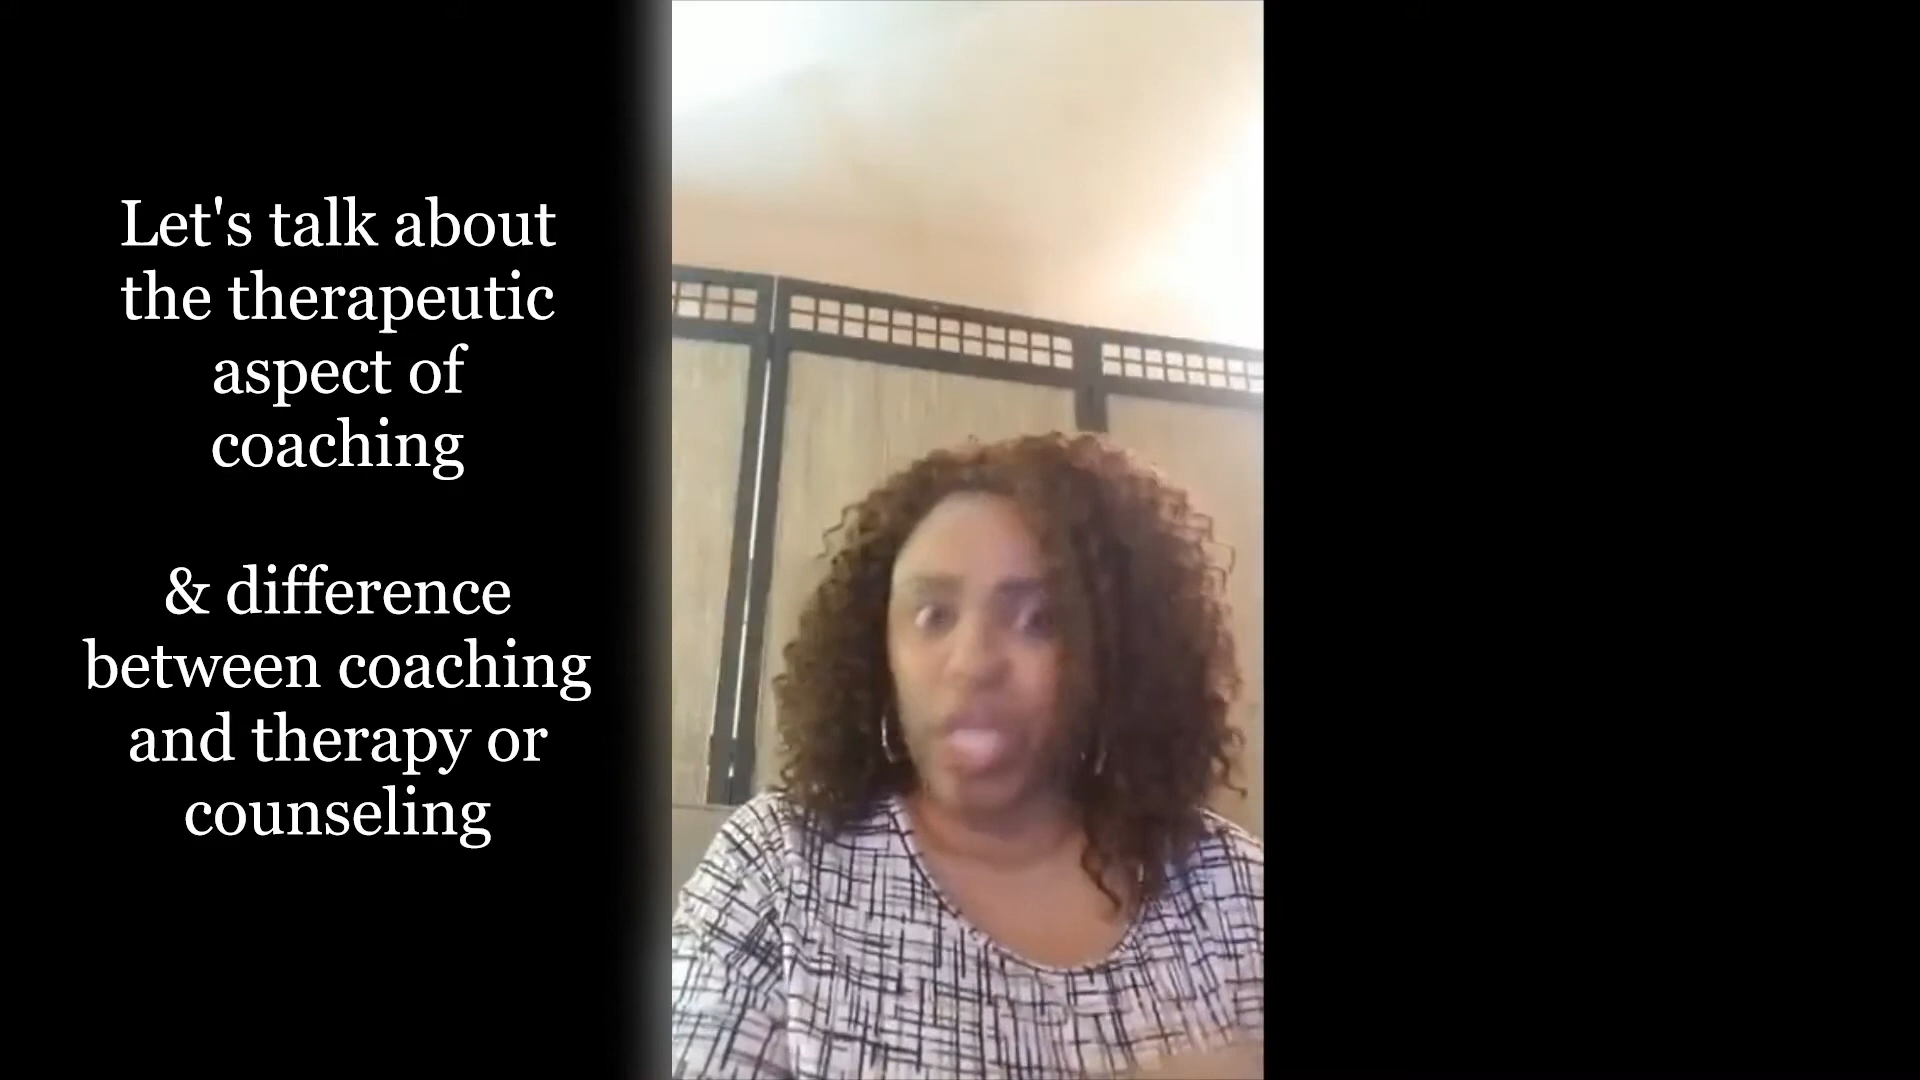 Let's talk about
the therapeutic
aspect of
coaching
& difference
between coaching
and therapy or
counseling